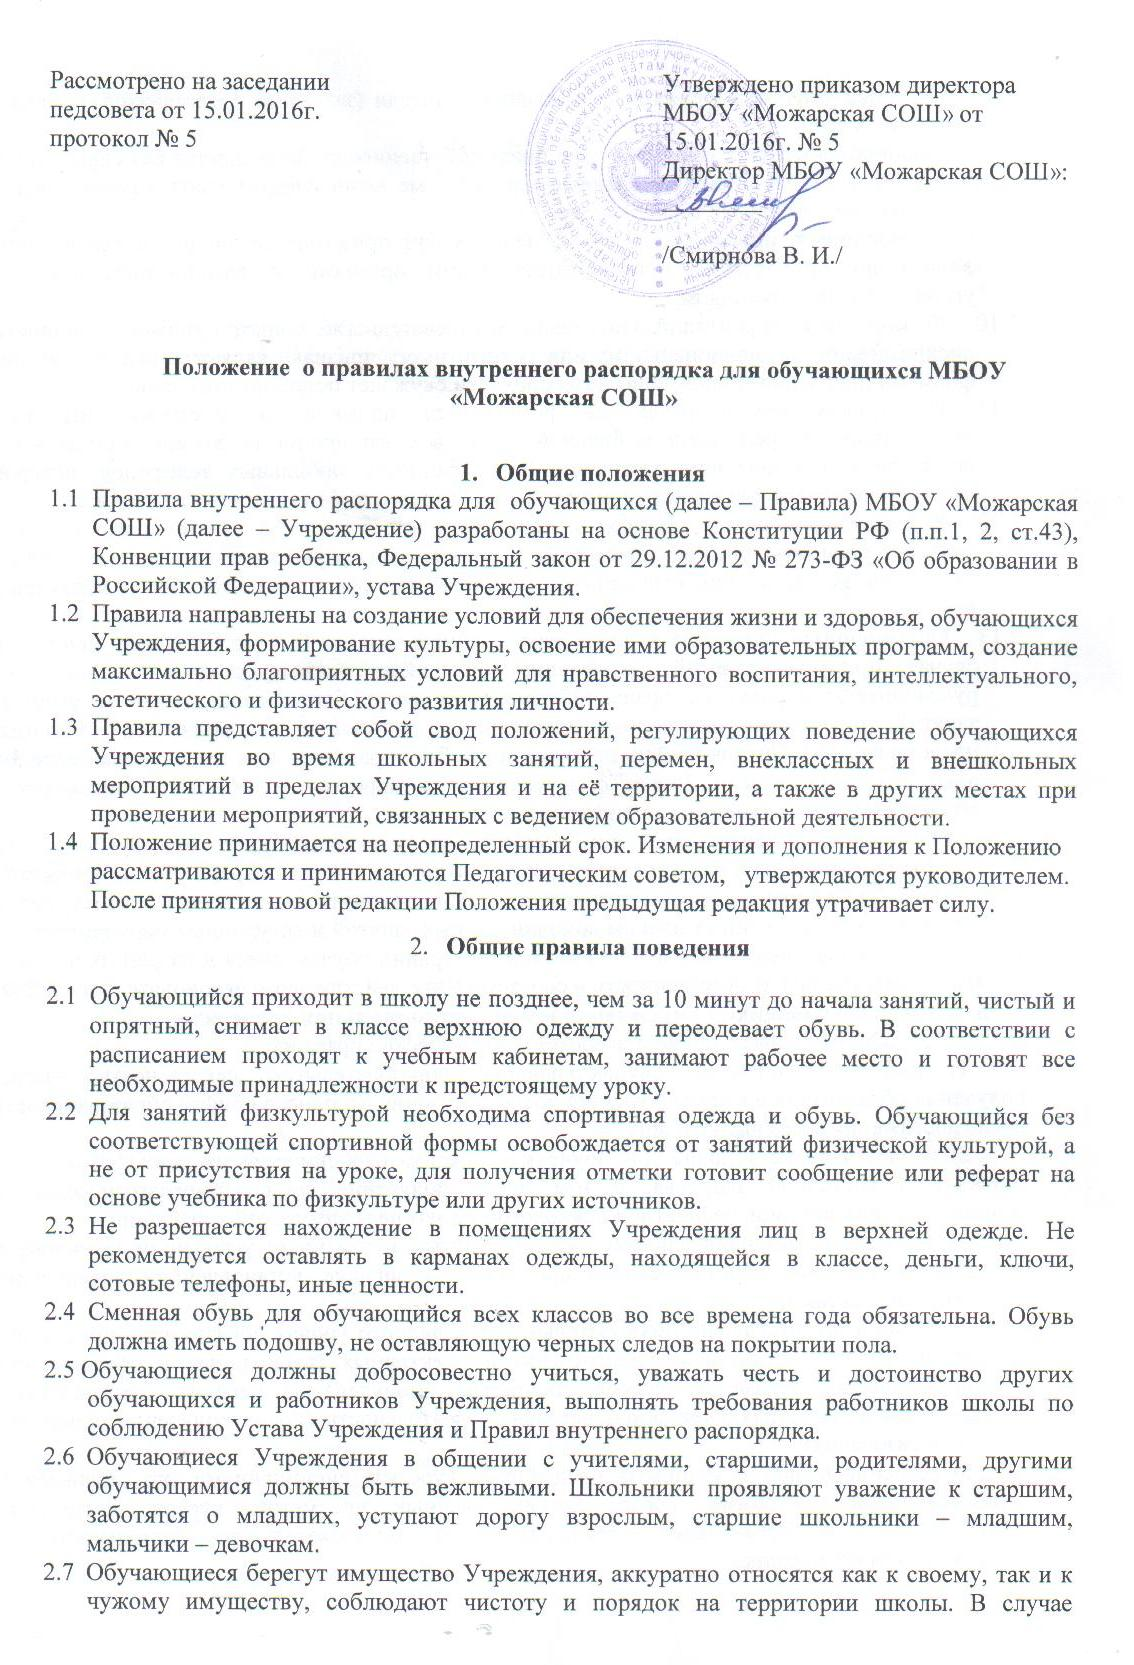 Рассмотрено на заседании
педсовета от 15.01.2016г.
протокол № 5
Утверждено приказом директора
МБОУ «Можарская СОШ» от
15.01.2016г. № 5
Директор МБОУ «Можарская СОШ»:
/Смирнова В. И./
Положение о правилах внутреннего распорядка для обучающихся МБОУ
«Можарская СОШ»
1. Общие положения
1.1 Правила внутреннего распорядка для обучающихся (далее – Правила) МБОУ «Можарская
СОШ» (далее – Учреждение) разработаны на основе Конституции РФ (п.п.1, 2, ст.43),
Конвенции прав ребенка, Федеральный закон от 29.12.2012 № 273-ФЗ «Об образовании в
Российской Федерации», устава Учреждения.
1.2 Правила направлены на создание условий для обеспечения жизни и здоровья, обучающихся
Учреждения, формирование культуры, освоение ими образовательных программ, создание
максимально благоприятных условий для нравственного воспитания, интеллектуального,
эстетического и физического развития личности.
1.3 Правила представляет собой свод положений, регулирующих поведение обучающихся
Учреждения во время школьных занятий, перемен, внеклассных и внешкольных
мероприятий в пределах Учреждения и на её территории, а также в других местах при
проведении мероприятий, связанных с ведением образовательной деятельности.
1.4 Положение принимается на неопределенный срок. Изменения и дополнения к Положению
рассматриваются и принимаются Педагогическим советом, утверждаются руководителем.
После принятия новой редакции Положения предыдущая редакция утрачивает силу.
2. Общие правила поведения
2.1 Обучающийся приходит в школу не позднее, чем за 10 минут до начала занятий, чистый и
опрятный, снимает в классе верхнюю одежду и переодевает обувь. В соответствии с
расписанием проходят к учебным кабинетам, занимают рабочее место и готовят все
необходимые принадлежности к предстоящему уроку.
2.2 Для занятий физкультурой необходима спортивная одежда и обувь. Обучающийся без
соответствующей спортивной формы освобождается от занятий физической культурой, а
не от присутствия на уроке, для получения отметки готовит сообщение или реферат на
основе учебника по физкультуре или других источников.
2.3 Не разрешается нахождение в помещениях Учреждения лиц в верхней одежде. Не
рекомендуется оставлять в карманах одежды, находящейся в классе, деньги, ключи,
сотовые телефоны, иные ценности.
2.4 Сменная обувь для обучающийся всех классов во все времена года обязательна. Обувь
должна иметь подошву, не оставляющую черных следов на покрытии пола.
2.5 Обучающиеся должны добросовестно учиться, уважать честь и достоинство других
обучающихся и работников Учреждения, выполнять требования работников школы по
соблюдению Устава Учреждения и Правил внутреннего распорядка.
2.6 Обучающиеся Учреждения в общении с учителями, старшими, родителями, другими
обучающимися должны быть вежливыми. Школьники проявляют уважение к старшим,
заботятся о младших, уступают дорогу взрослым, старшие школьники – младшим,
мальчики – девочкам.
2.7 Обучающиеся берегут имущество Учреждения, аккуратно относятся как к своему, так и к
чужому имуществу, соблюдают чистоту и порядок на территории школы. В случае